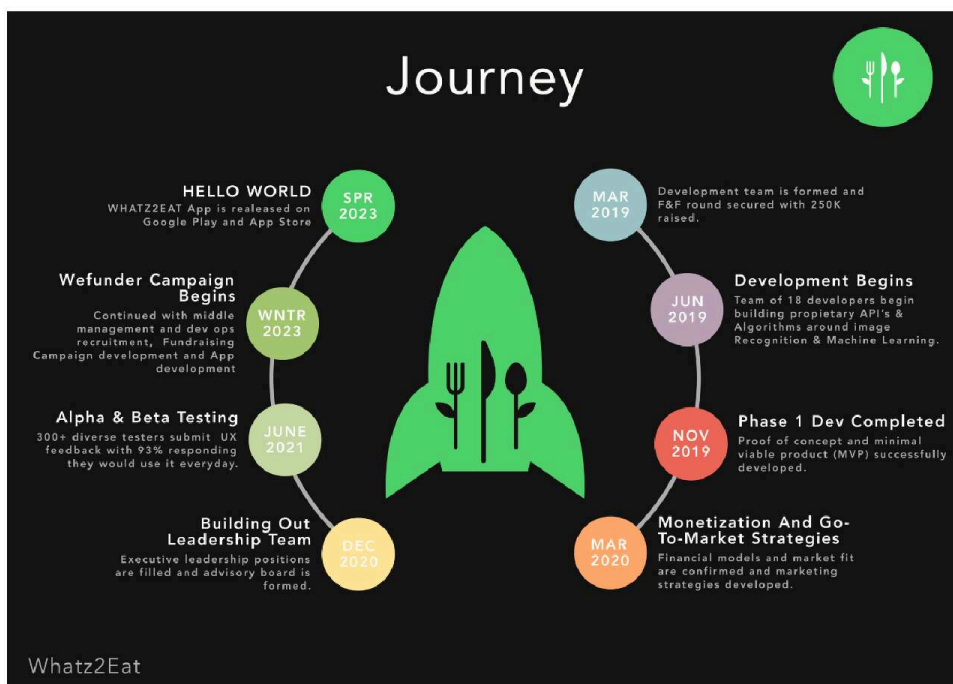 Journey
HELLO WORLD
WHATZ2EAT App is realeased on
Google Play and App Store
SPR
2023
Wefunder Campaign
Begins
Continued with middle
management and dev ops
recruitment, Fundraising
Campaign development and App
development
WNTR
2023
Alpha & Beta Testing
300+ diverse testers submit UX
feedback with 93% responding
they would use it everyday.
JUNE
2021
Building Out
Leadership Team
Executive leadership positions
are filled and advisory board is
formed.
DEC
2020
MAR
2019
Development team is formed and
F&F round secured with 250K
raised.
JUN
2019
Development Begins
Team of 18 developers begin
building propietary API's &
Algorithms around image
Recognition & Machine Learning.
NOV
2019
Phase 1 Dev Completed
Proof of concept and minimal
viable product (MVP) successfully
developed.
MAR
2020
Monetization And Go-
To-Market Strategies
Financial models and market fit
are confirmed and marketing
strategies developed.
Whatz2Eat